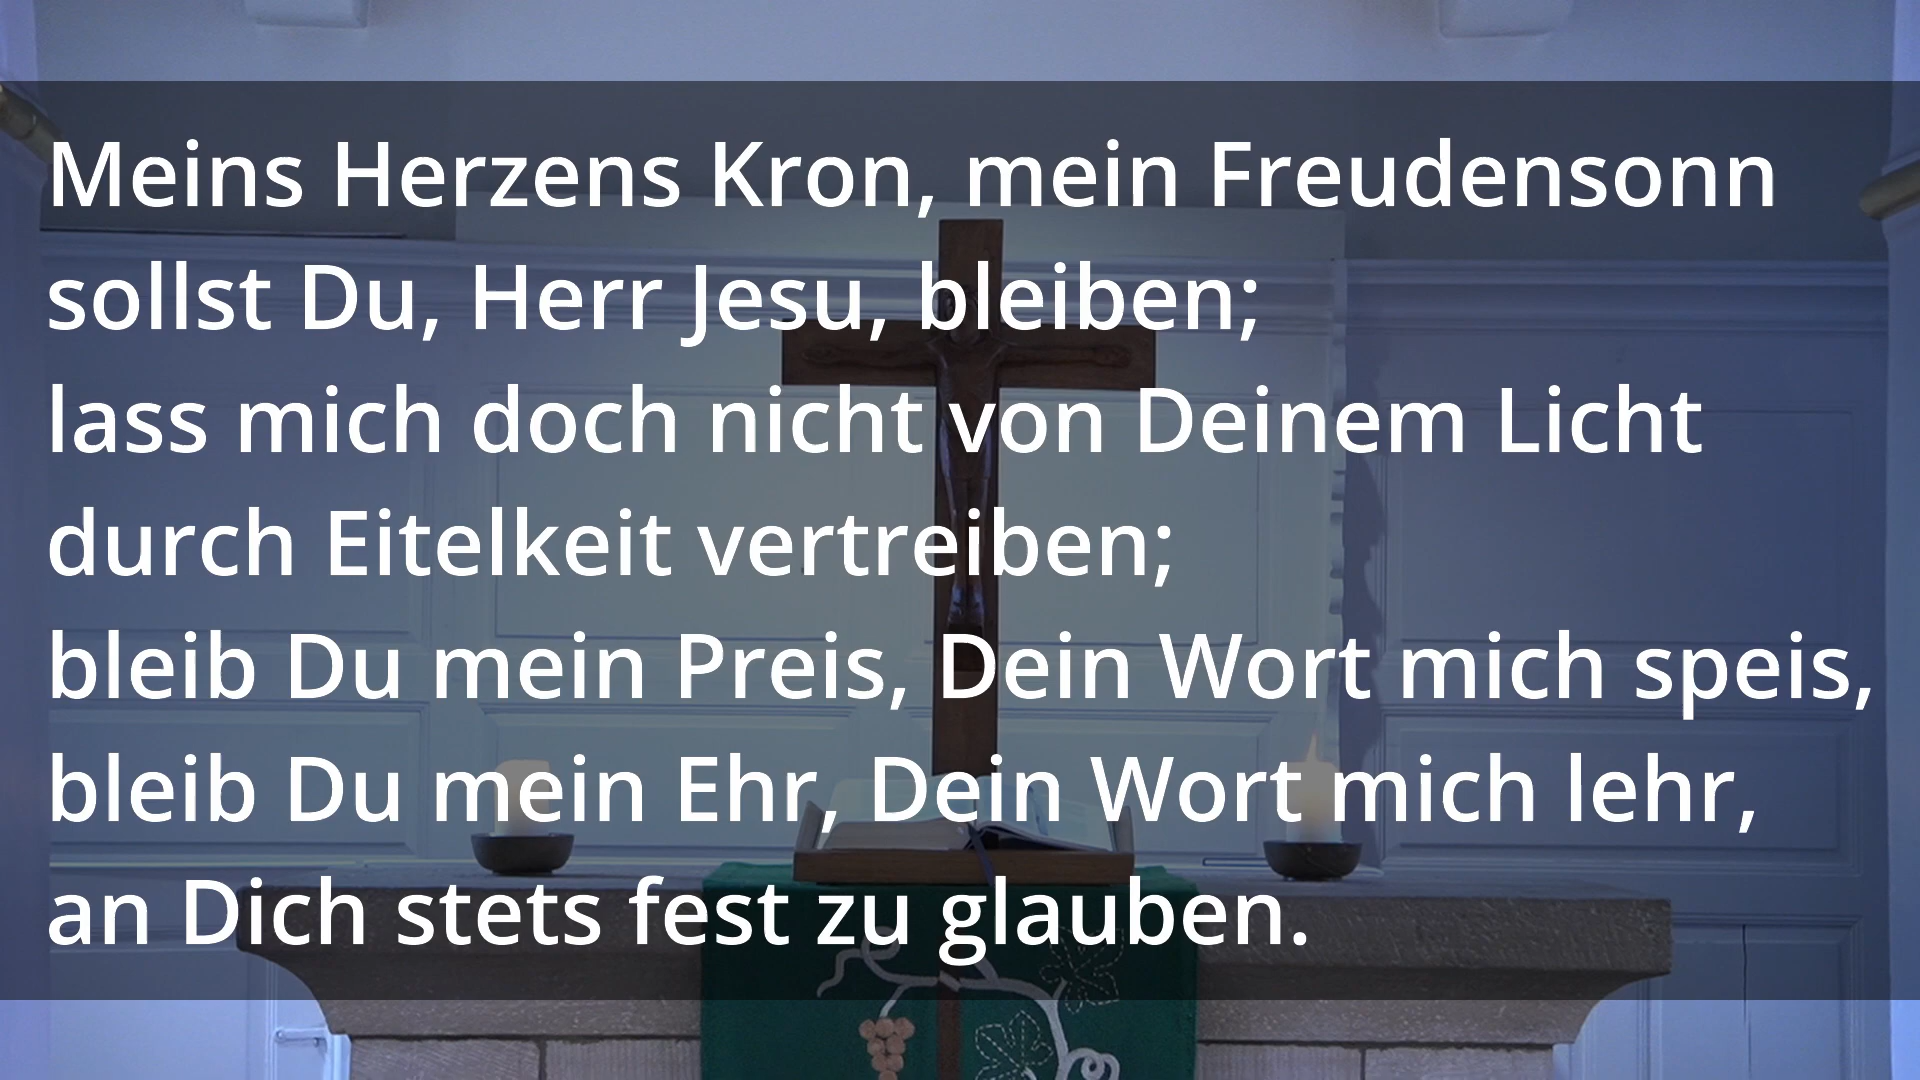 Meins Herzens Kron, mein Freudensonn
sollst Du, Herr Jesu, bleiben;
lass mich doch nicht von Deinem Licht
durch Eitelkeit vertreiben;
bleib Du mein Preis, Dein Wort mich speis,
bleib Du mein Ehr, Dein Wort mich lehr,
an Dich stets fest zu glauben.